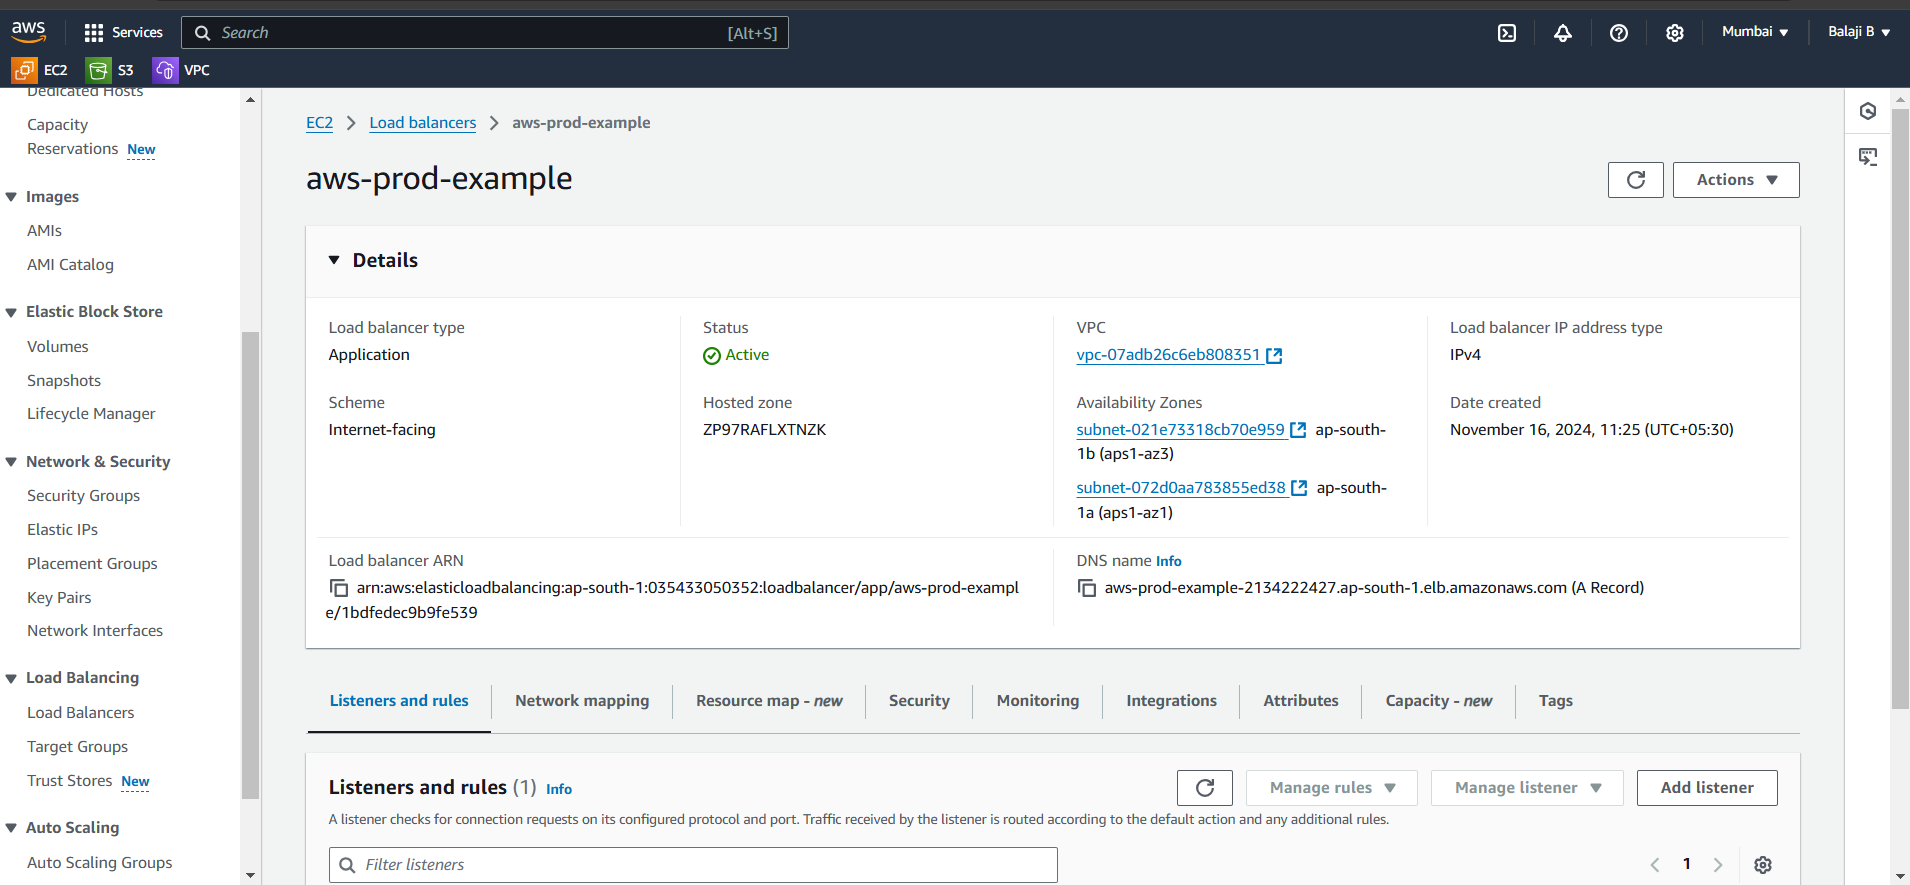 aws
Services
Search
[Alt+S]
Mumbai
Balaji B
EC2
S3
VPC
Dedicated Hosts
Capacity
Reservations New
Images
AMIs
AMI Catalog
Elastic Block Store
Volumes
Snapshots
Lifecycle Manager
Network & Security
Security Groups
Elastic IPs
Placement Groups
Key Pairs
Network Interfaces
Load Balancing
Load Balancers
Target Groups
Trust Stores New
Auto Scaling
Auto Scaling Groups
EC2 > Load balancers > aws-prod-example
aws-prod-example
Actions
Details
Load balancer type
Application
Status
Active
VPC
vpc-07adb26c6eb808351
Load balancer IP address type
IPv4
Scheme
Internet-facing
Hosted zone
ZP97RAFLXTNZK
Availability Zones
subnet-021e73318cb70e959 ap-south-
1b (aps1-az3)
subnet-072d0aa783855ed38 ap-south-
1a (aps1-az1)
Date created
November 16, 2024, 11:25 (UTC+05:30)
Load balancer ARN
arn:aws:elasticloadbalancing:ap-south-1:035433050352:loadbalancer/app/aws-prod-exampl
e/1bdfedec9b9fe539
DNS name Info
aws-prod-example-2134222427.ap-south-1.elb.amazonaws.com (A Record)
Listeners and rules
Network mapping
Resource map - new
Security
Monitoring
Integrations
Attributes
Capacity - new
Tags
Listeners and rules (1) Info
Manage rules
Manage listener
Add listener
A listener checks for connection requests on its configured protocol and port. Traffic received by the listener is routed according to the default action and any additional rules.
Filter listeners
1